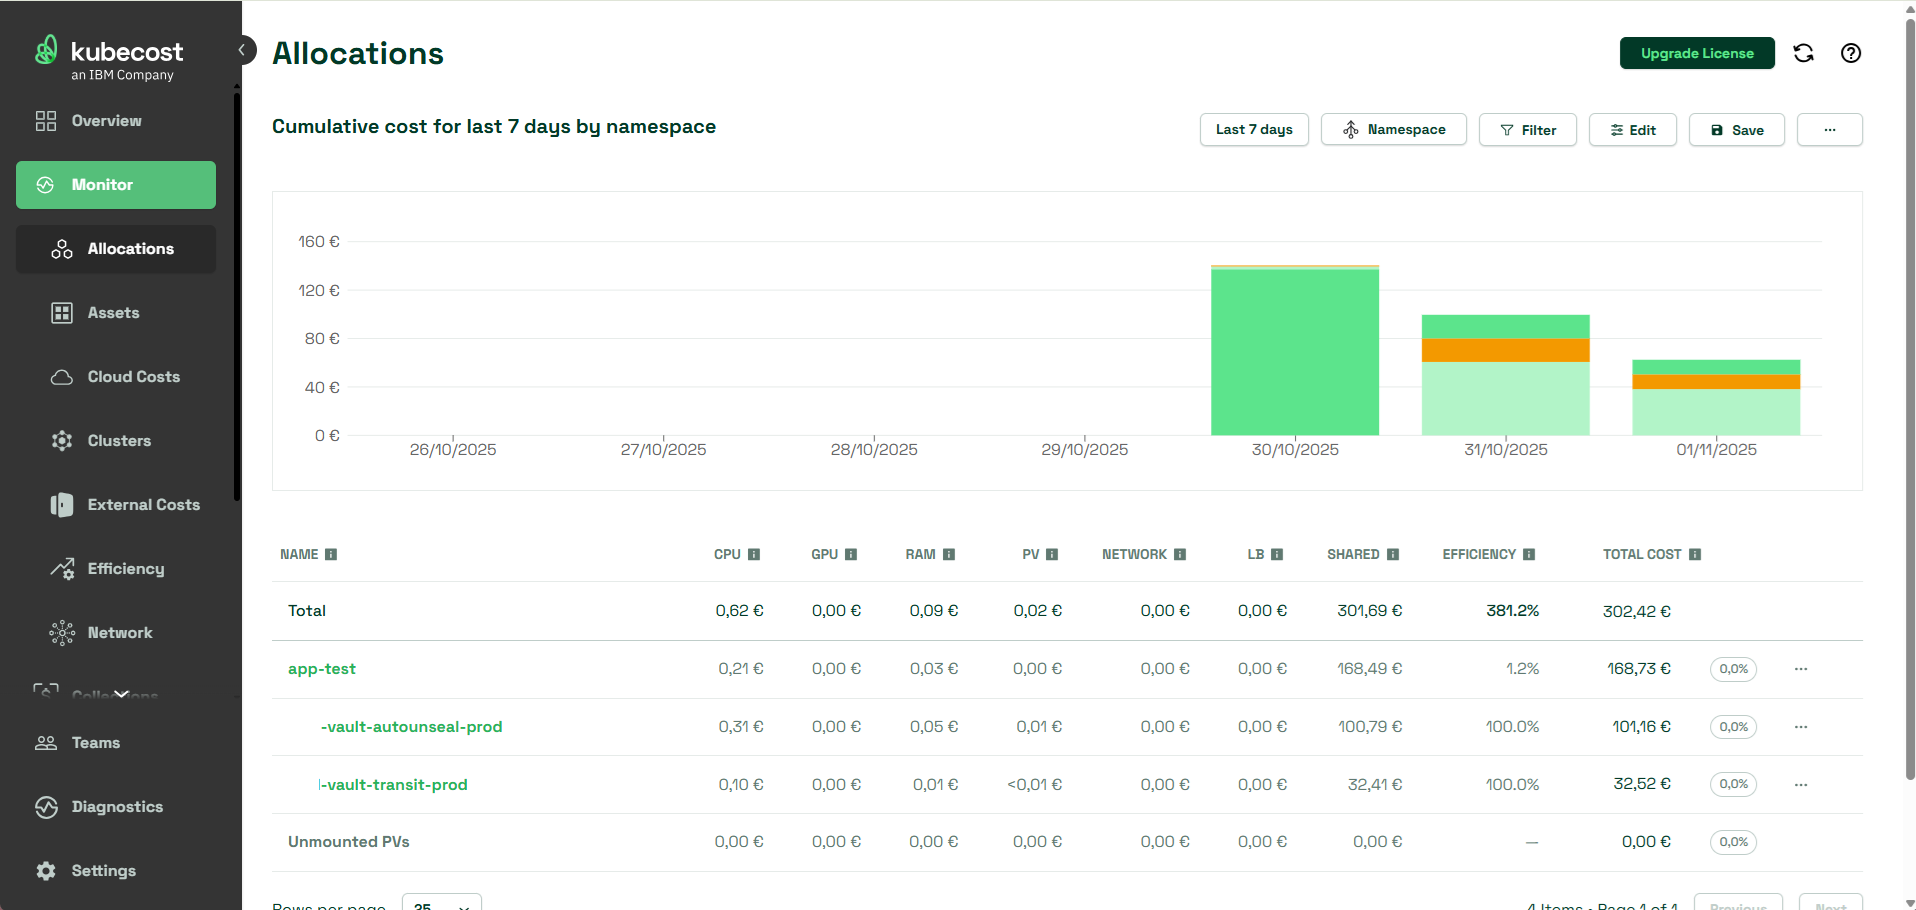 kubecost
an IBM Company
Overview
Monitor
Allocations
Assets
Cloud Costs
Clusters
External Costs
Efficiency
Network
Collections
Teams
Diagnostics
Settings
Allocations
Upgrade License
Cumulative cost for last 7 days by namespace
Last 7 days
Namespace
Filter
Edit
Save
...
160 €
120 €
80 €
40 €
0 €
26/10/2025 27/10/2025 28/10/2025 29/10/2025 30/10/2025 31/10/2025 01/11/2025
NAME CPU GPU RAM PV NETWORK LB SHARED EFFICIENCY TOTAL COST
Total 0,62 € 0,00 € 0,09 € 0,02 € 0,00 € 0,00 € 301,69 € 381.2% 302,42 €
app-test 0,21 € 0,00 € 0,03 € 0,00 € 0,00 € 0,00 € 168,49 € 1.2% 168,73 € 0,0% ...
-vault-autounseal-prod 0,31 € 0,00 € 0,05 € 0,01 € 0,00 € 0,00 € 100,79 € 100.0% 101,16 € 0,0% ...
-vault-transit-prod 0,10 € 0,00 € 0,01 € <0,01 € 0,00 € 0,00 € 32,41 € 100.0% 32,52 € 0,0% ...
Unmounted PVs 0,00 € 0,00 € 0,00 € 0,00 € 0,00 € 0,00 € 0,00 € — 0,00 € 0,0%
Rows per page 25 4 Items • Page 1 of 1 Previous Next